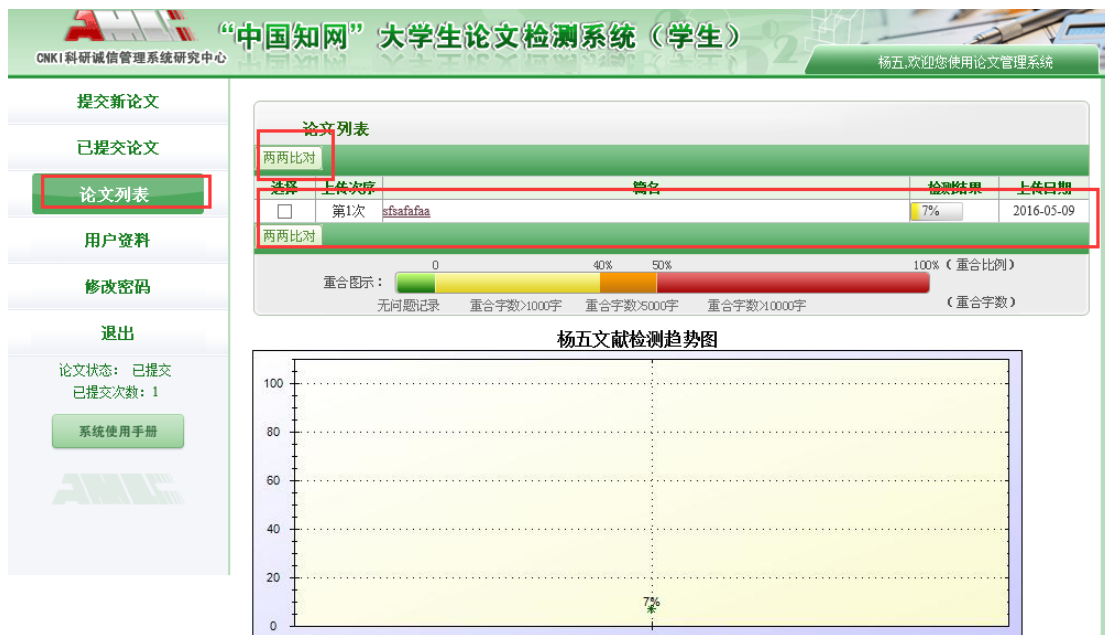 “中国知网”大学生论文检测系统（学生）
CNKI科研诚信管理系统研究中心
杨五,欢迎您使用论文管理系统
提交新论文
已提交论文
论文列表
用户资料
修改密码
退出
论文状态： 已提交
已提交次数：1
系统使用手册
AMLC
论文列表
两两比对
选择 上传次序 篇名 检测结果 上传日期
第1次 sfsafafaa 7% 2016-05-09
两两比对
0 40% 50% 100%（重合比例）
重合图示：
无问题记录 重合字数>1000字 重合字数>5000字 重合字数>10000字 （重合字数）
杨五文献检测趋势图
100
80
60
40
20
7%
0